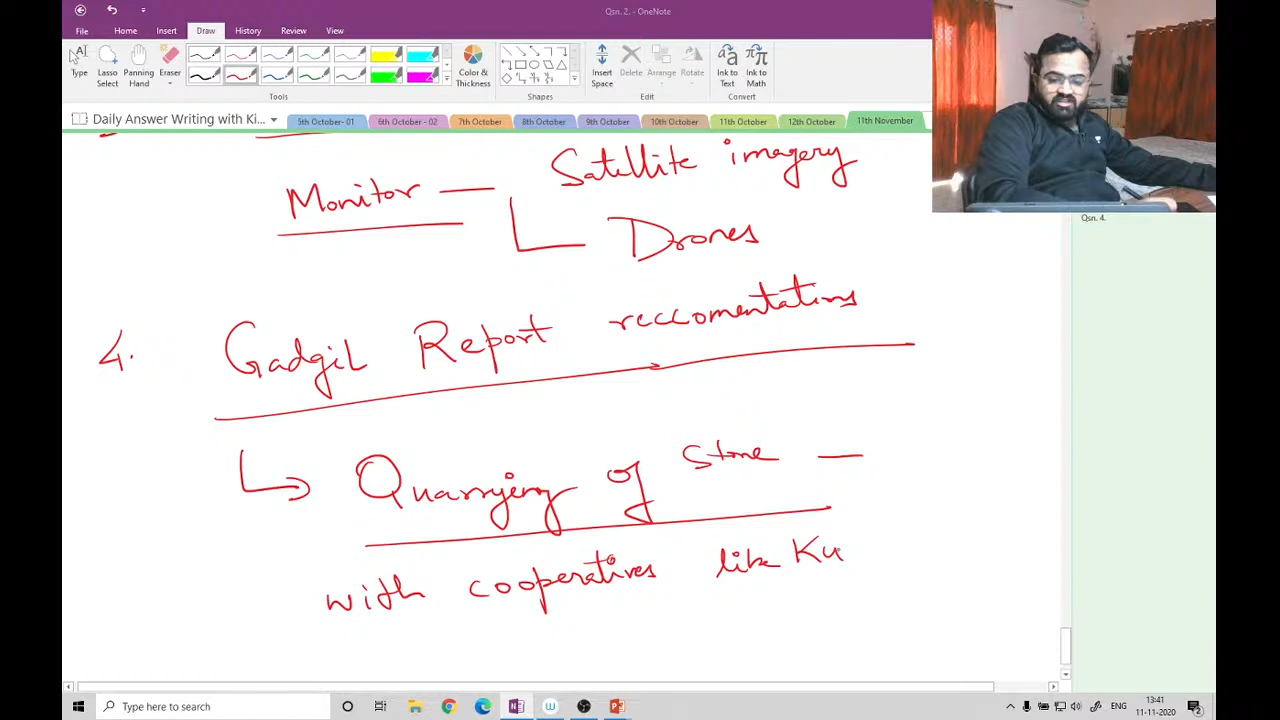 Qsn. 2. - OneNote
File Home Insert Draw History Review View
Type Lasso Select Panning Hand Eraser Color & Thickness Insert Space Delete Arrange Rotate Ink to Text Ink to Math
Tools Shapes Edit Convert
Daily Answer Writing with Ki... 5th October- 01 6th October - 02 7th October 8th October 9th October 10th October 11th October 12th October 11th November
Qsn. 4.
Monitor — Satellite imagery
Drones
4. Gadgil Report reccomentations
Quarrying of Stone —
with cooperatives like Ku
Type here to search
ENG
13:41
11-11-2020
2